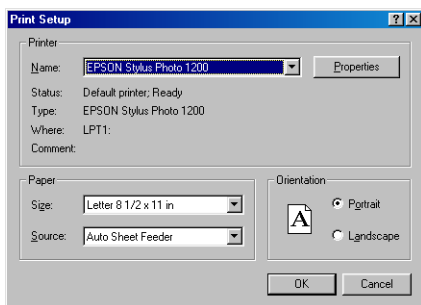 Print Setup
Printer
Name: EPSON Stylus Photo 1200 Properties
Status: Default printer; Ready
Type: EPSON Stylus Photo 1200
Where: LPT1:
Comment:
Paper
Size: Letter 8 1/2 x 11 in
Source: Auto Sheet Feeder
Orientation
A
Portrait
Landscape
OK Cancel